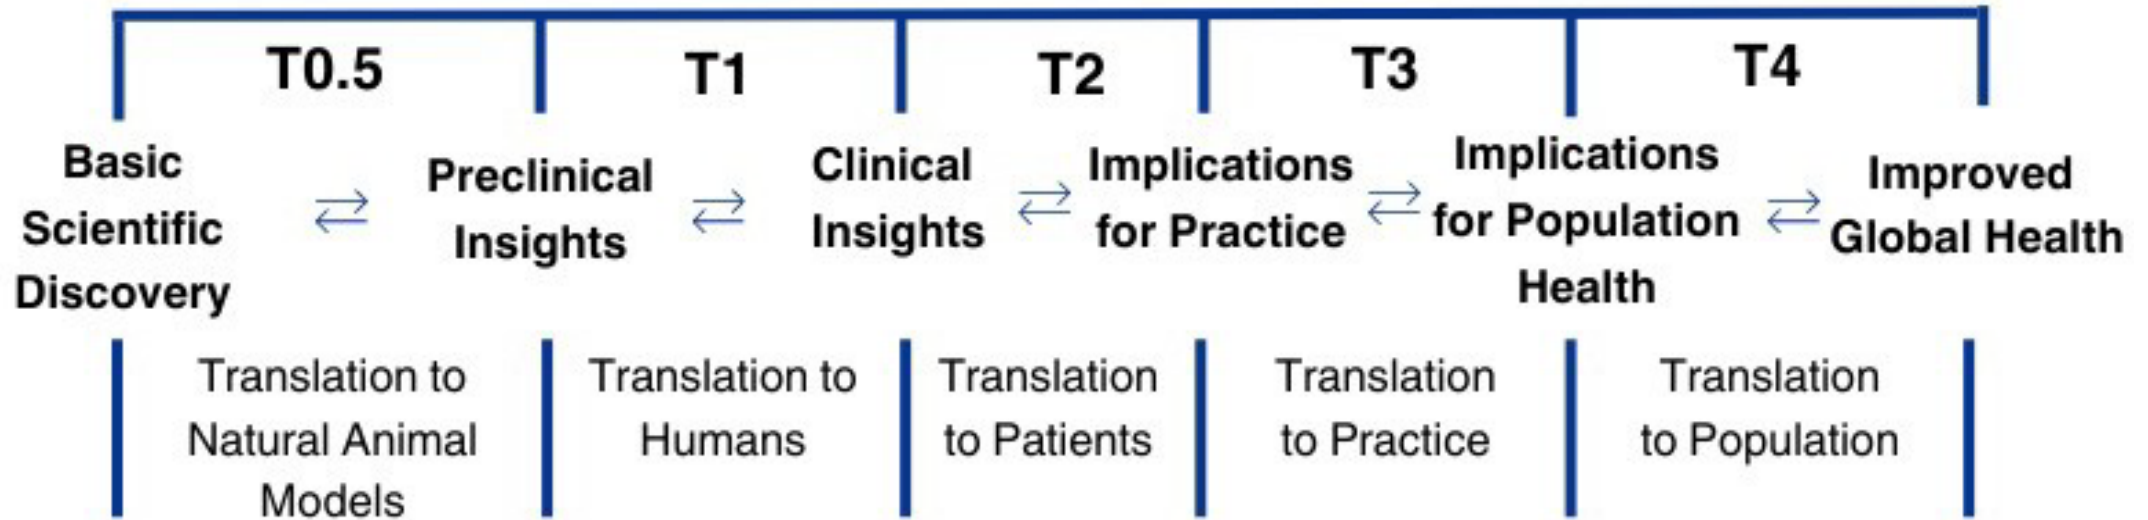 T0.5
T1
T2
T3
T4
Basic
Scientific
Discovery
Preclinical
Insights
Clinical
Insights
Implications
for Practice
Implications
for Population
Health
Improved
Global Health
Translation to
Natural Animal
Models
Translation to
Humans
Translation
to Patients
Translation
to Practice
Translation
to Population